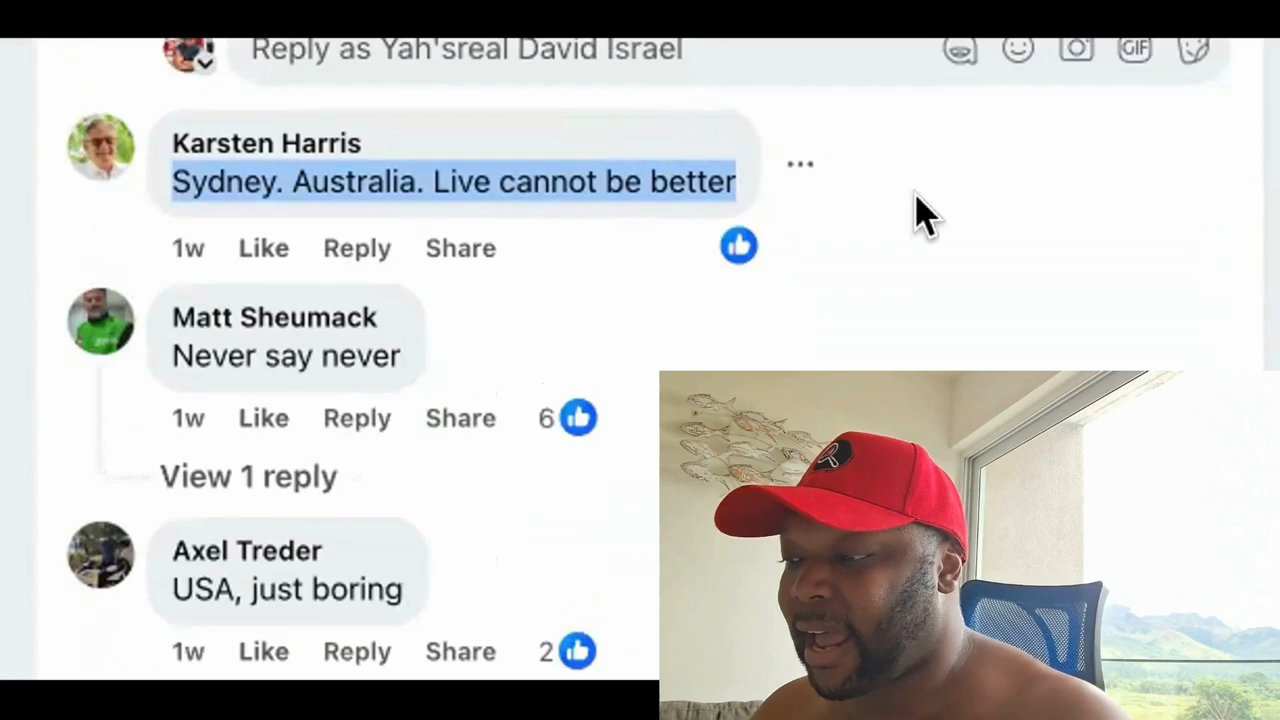 Reply as Yah'sreal David Israel
GIF
Karsten Harris
Sydney. Australia. Live cannot be better
1w Like Reply Share
Matt Sheumack
Never say never
1w Like Reply Share 6
View 1 reply
Axel Treder
USA, just boring
1w Like Reply Share 2